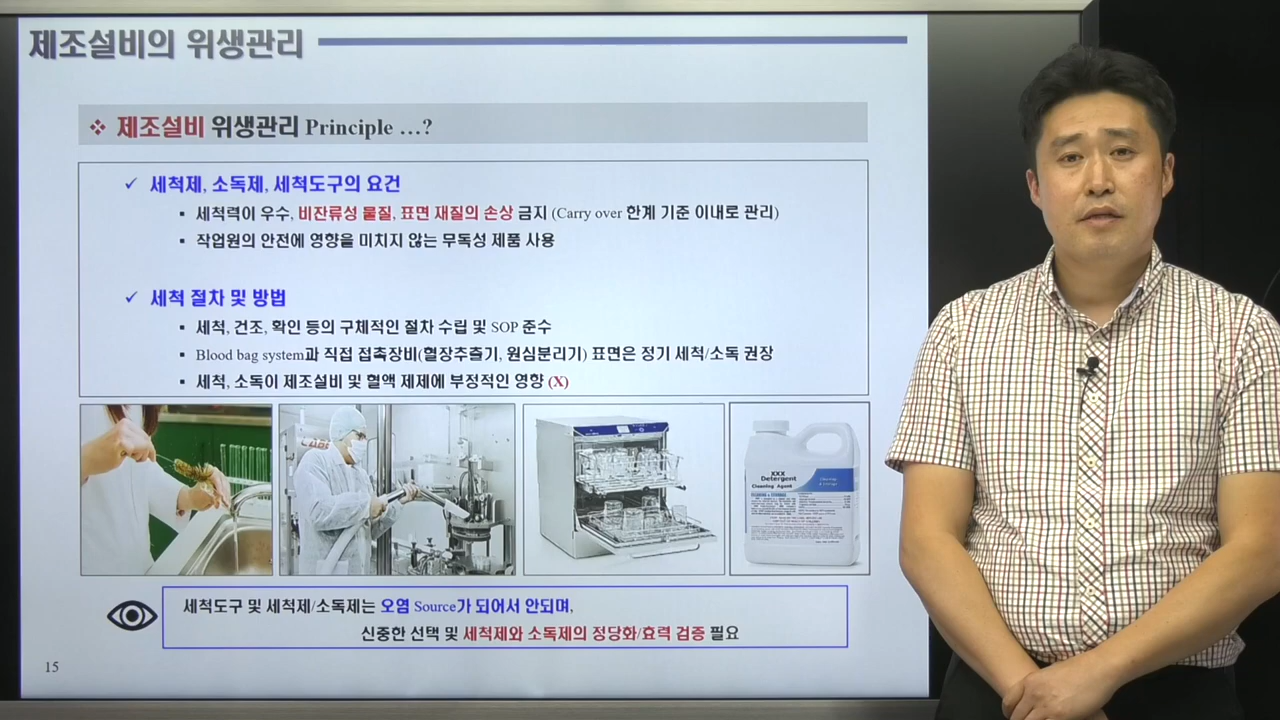 제조설비의 위생관리
❖ 제조설비 위생관리 Principle …?
✓ 세척제, 소독제, 세척도구의 요건
▪ 세척력이 우수, 비잔류성 물질, 표면 재질의 손상 금지 (Carry over 한계 기준 이내로 관리)
▪ 작업원의 안전에 영향을 미치지 않는 무독성 제품 사용
✓ 세척 절차 및 방법
▪ 세척, 건조, 확인 등의 구체적인 절차 수립 및 SOP 준수
▪ Blood bag system과 직접 접촉장비(혈장추출기, 원심분리기) 표면은 정기 세척/소독 권장
▪ 세척, 소독이 제조설비 및 혈액 제제에 부정적인 영향 (X)
XXX
Detergent
Cleaning Agent
세척도구 및 세척제/소독제는 오염 Source가 되어서 안되며,
신중한 선택 및 세척제와 소독제의 정당화/효력 검증 필요
15